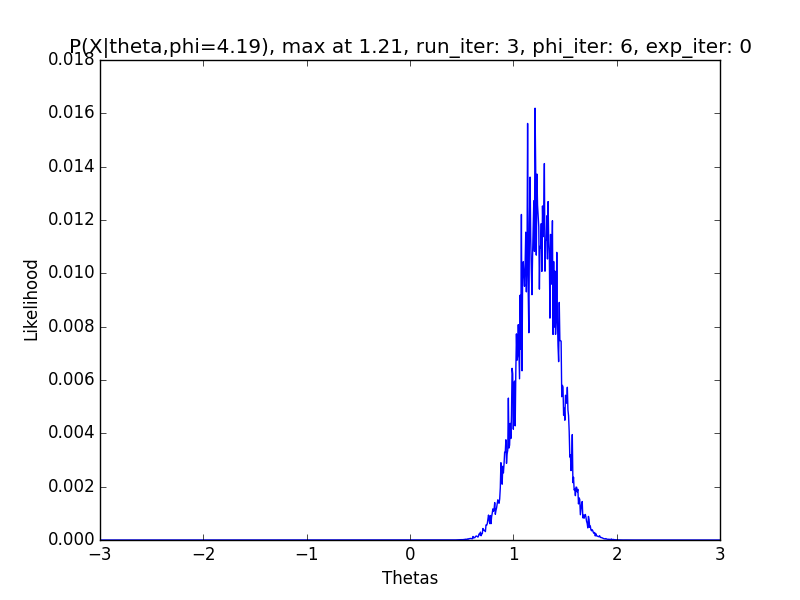 P(X|theta,phi=4.19), max at 1.21, run_iter: 3, phi_iter: 6, exp_iter: 0
0.018
0.016
0.014
0.012
0.010
0.008
0.006
0.004
0.002
0.000
Likelihood
−3 −2 −1 0 1 2 3
Thetas